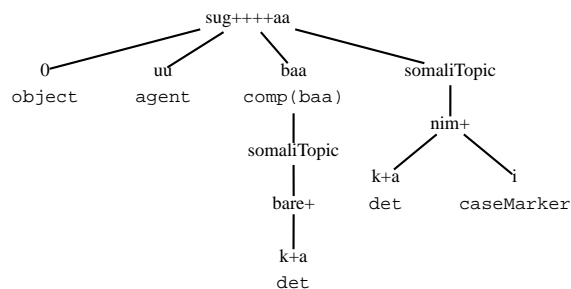 sug++++aa
0 uu baa somaliTopic
object agent comp(baa)
nim+
somaliTopic
k+a i
bare+ det caseMarker
k+a
det